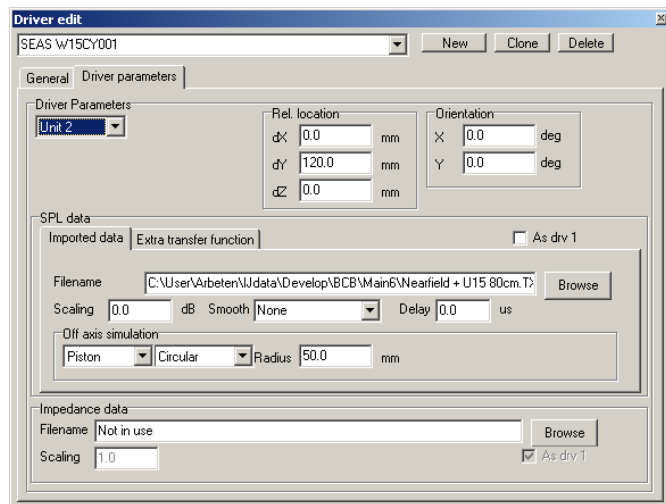 Driver edit
SEAS W15CY001 New Clone Delete
General Driver parameters
Driver Parameters Rel. location Orientation
Unit 2 dX 0.0 mm X 0.0 deg
dY 120.0 mm Y 0.0 deg
dZ 0.0 mm
SPL data
Imported data Extra transfer function As drv 1
Filename C:\User\Arbeten\IJdata\Develop\BCB\Main6\Nearfield + U15 80cm.TX Browse
Scaling 0.0 dB Smooth None Delay 0.0 us
Off axis simulation
Piston Circular Radius 50.0 mm
Impedance data
Filename Not in use Browse
Scaling 1.0 As drv 1